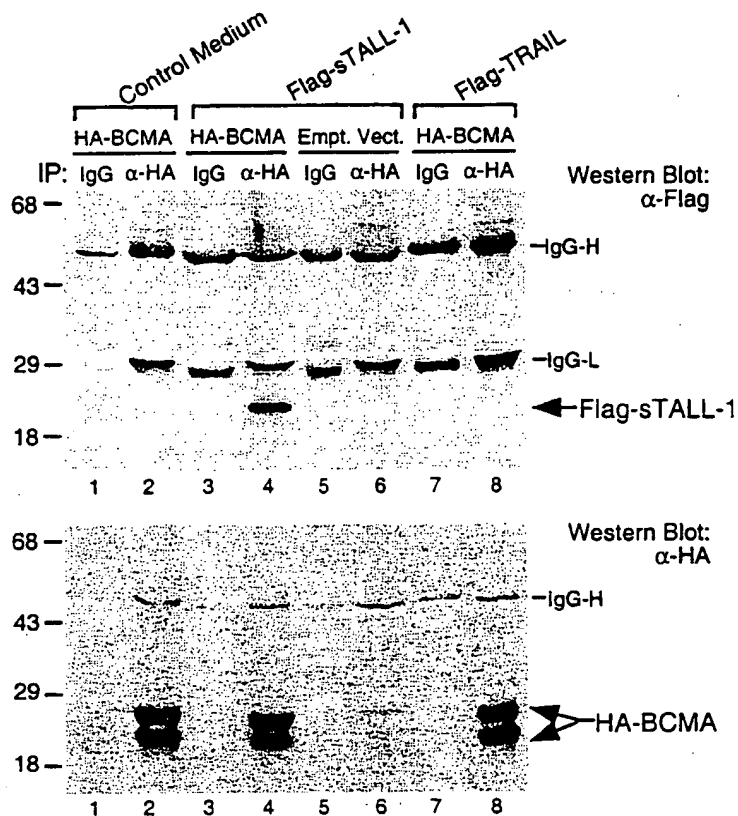 Control Medium
Flag-sTALL-1
Flag-TRAIL
HA-BCMA HA-BCMA Empt. Vect. HA-BCMA
IP: IgG α-HA IgG α-HA IgG α-HA IgG α-HA
Western Blot:
α-Flag
68
IgG-H
43
29
IgG-L
Flag-sTALL-1
18
1 2 3 4 5 6 7 8
Western Blot:
α-HA
68
IgG-H
43
29
HA-BCMA
18
1 2 3 4 5 6 7 8